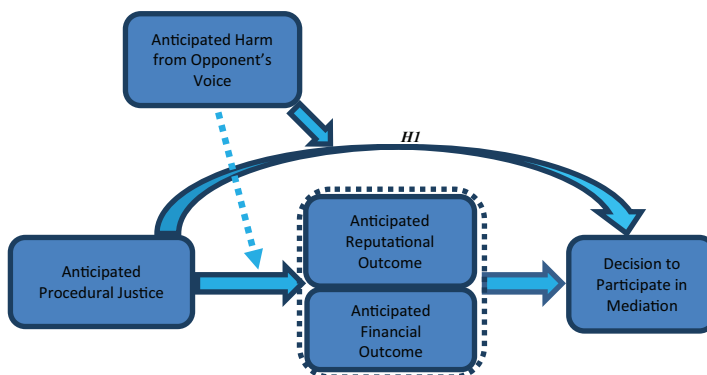 Anticipated Harm
from Opponent's
Voice
H1
Anticipated
Reputational
Outcome
Anticipated
Procedural Justice
Decision to
Participate in
Mediation
Anticipated
Financial
Outcome